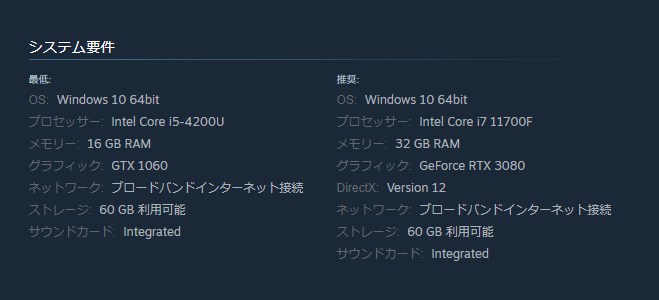 システム要件
最低:
OS: Windows 10 64bit
プロセッサー: Intel Core i5-4200U
メモリー: 16 GB RAM
グラフィック: GTX 1060
ネットワーク: ブロードバンドインターネット接続
ストレージ: 60 GB 利用可能
サウンドカード: Integrated
推奨:
OS: Windows 10 64bit
プロセッサー: Intel Core i7 11700F
メモリー: 32 GB RAM
グラフィック: GeForce RTX 3080
DirectX: Version 12
ネットワーク: ブロードバンドインターネット接続
ストレージ: 60 GB 利用可能
サウンドカード: Integrated